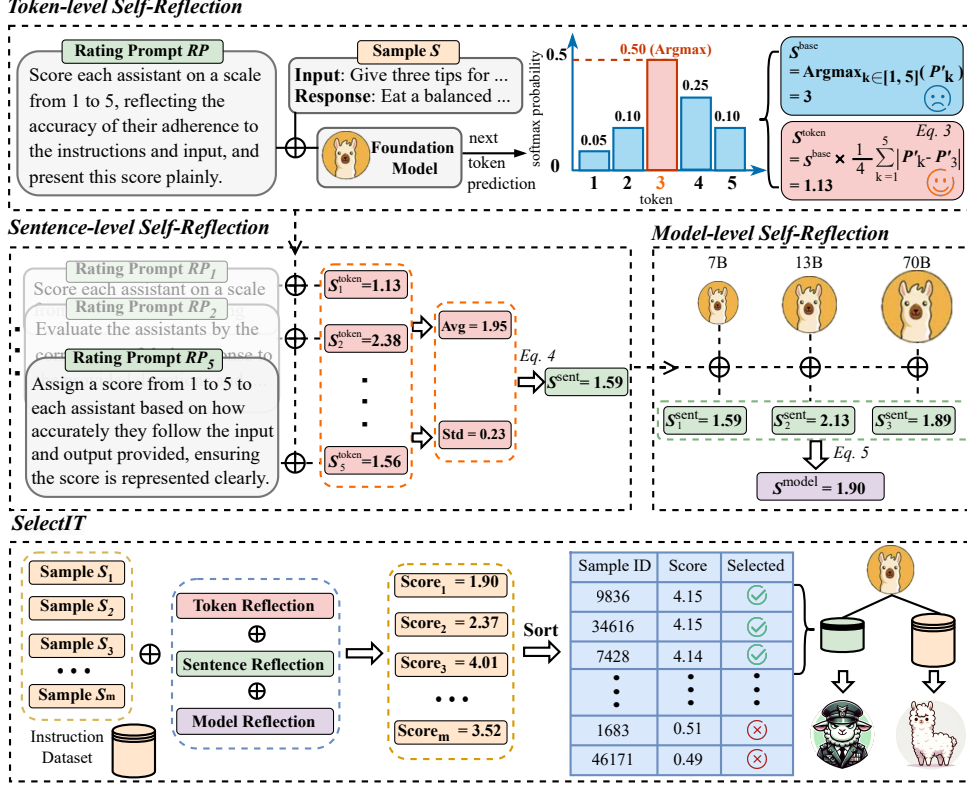 Token-level Self-Reflection
Rating Prompt RP
Score each assistant on a scale
from 1 to 5, reflecting the
accuracy of their adherence to
the instructions and input, and
present this score plainly.
Sample S
Input: Give three tips for ...
Response: Eat a balanced ...
Foundation
Model
next
token
prediction
softmax probability
0.5
0
0.50 (Argmax)
0.05
0.10
0.25
0.10
1 2 3 4 5
token
S^base
= Argmax_k∈[1, 5](P'_k)
= 3
Eq. 3
S^token
= S^base × 1/4 ∑_{k=1}^{5} |P'_k - P'_3|
= 1.13
Sentence-level Self-Reflection
Rating Prompt RP_1
Score each assistant on a scale
Rating Prompt RP_2
Evaluate the assistants by the
Rating Prompt RP_5
Assign a score from 1 to 5 to
each assistant based on how
accurately they follow the input
and output provided, ensuring
the score is represented clearly.
S_1^token=1.13
S_2^token=2.38
S_5^token=1.56
Avg = 1.95
Std = 0.23
Eq. 4
S^sent = 1.59
Model-level Self-Reflection
7B 13B 70B
S_1^sent = 1.59
S_2^sent = 2.13
S_3^sent = 1.89
Eq. 5
S^model = 1.90
SelectIT
Sample S_1
Sample S_2
Sample S_3
Sample S_m
Instruction
Dataset
Token Reflection
Sentence Reflection
Model Reflection
Score_1 = 1.90
Score_2 = 2.37
Score_3 = 4.01
Score_m = 3.52
Sort
Sample ID Score Selected
9836 4.15
34616 4.15
7428 4.14
1683 0.51
46171 0.49